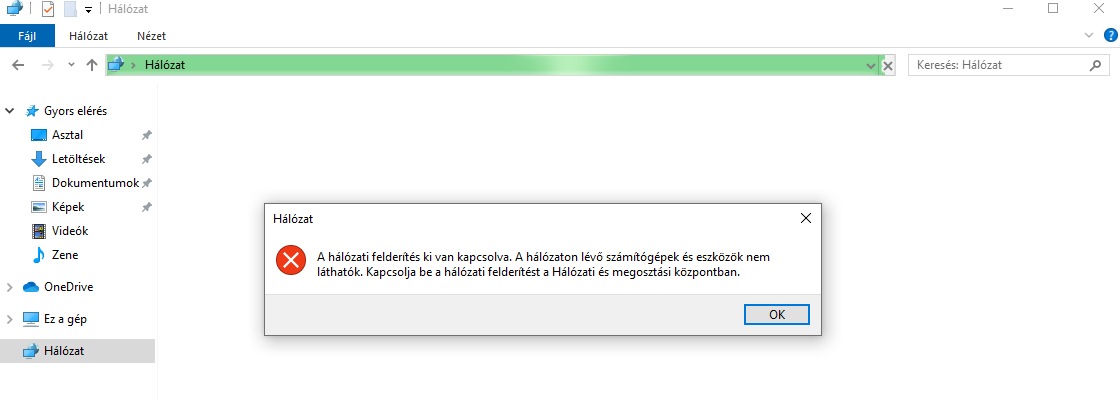 Hálózat
Fájl
Hálózat
Nézet
Hálózat
Keresés: Hálózat
Gyors elérés
Asztal
Letöltések
Dokumentumok
Képek
Videók
Zene
OneDrive
Ez a gép
Hálózat
Hálózat
A hálózati felderítés ki van kapcsolva. A hálózaton lévő számítógépek és eszközök nem
láthatók. Kapcsolja be a hálózati felderítést a Hálózati és megosztási központban.
OK